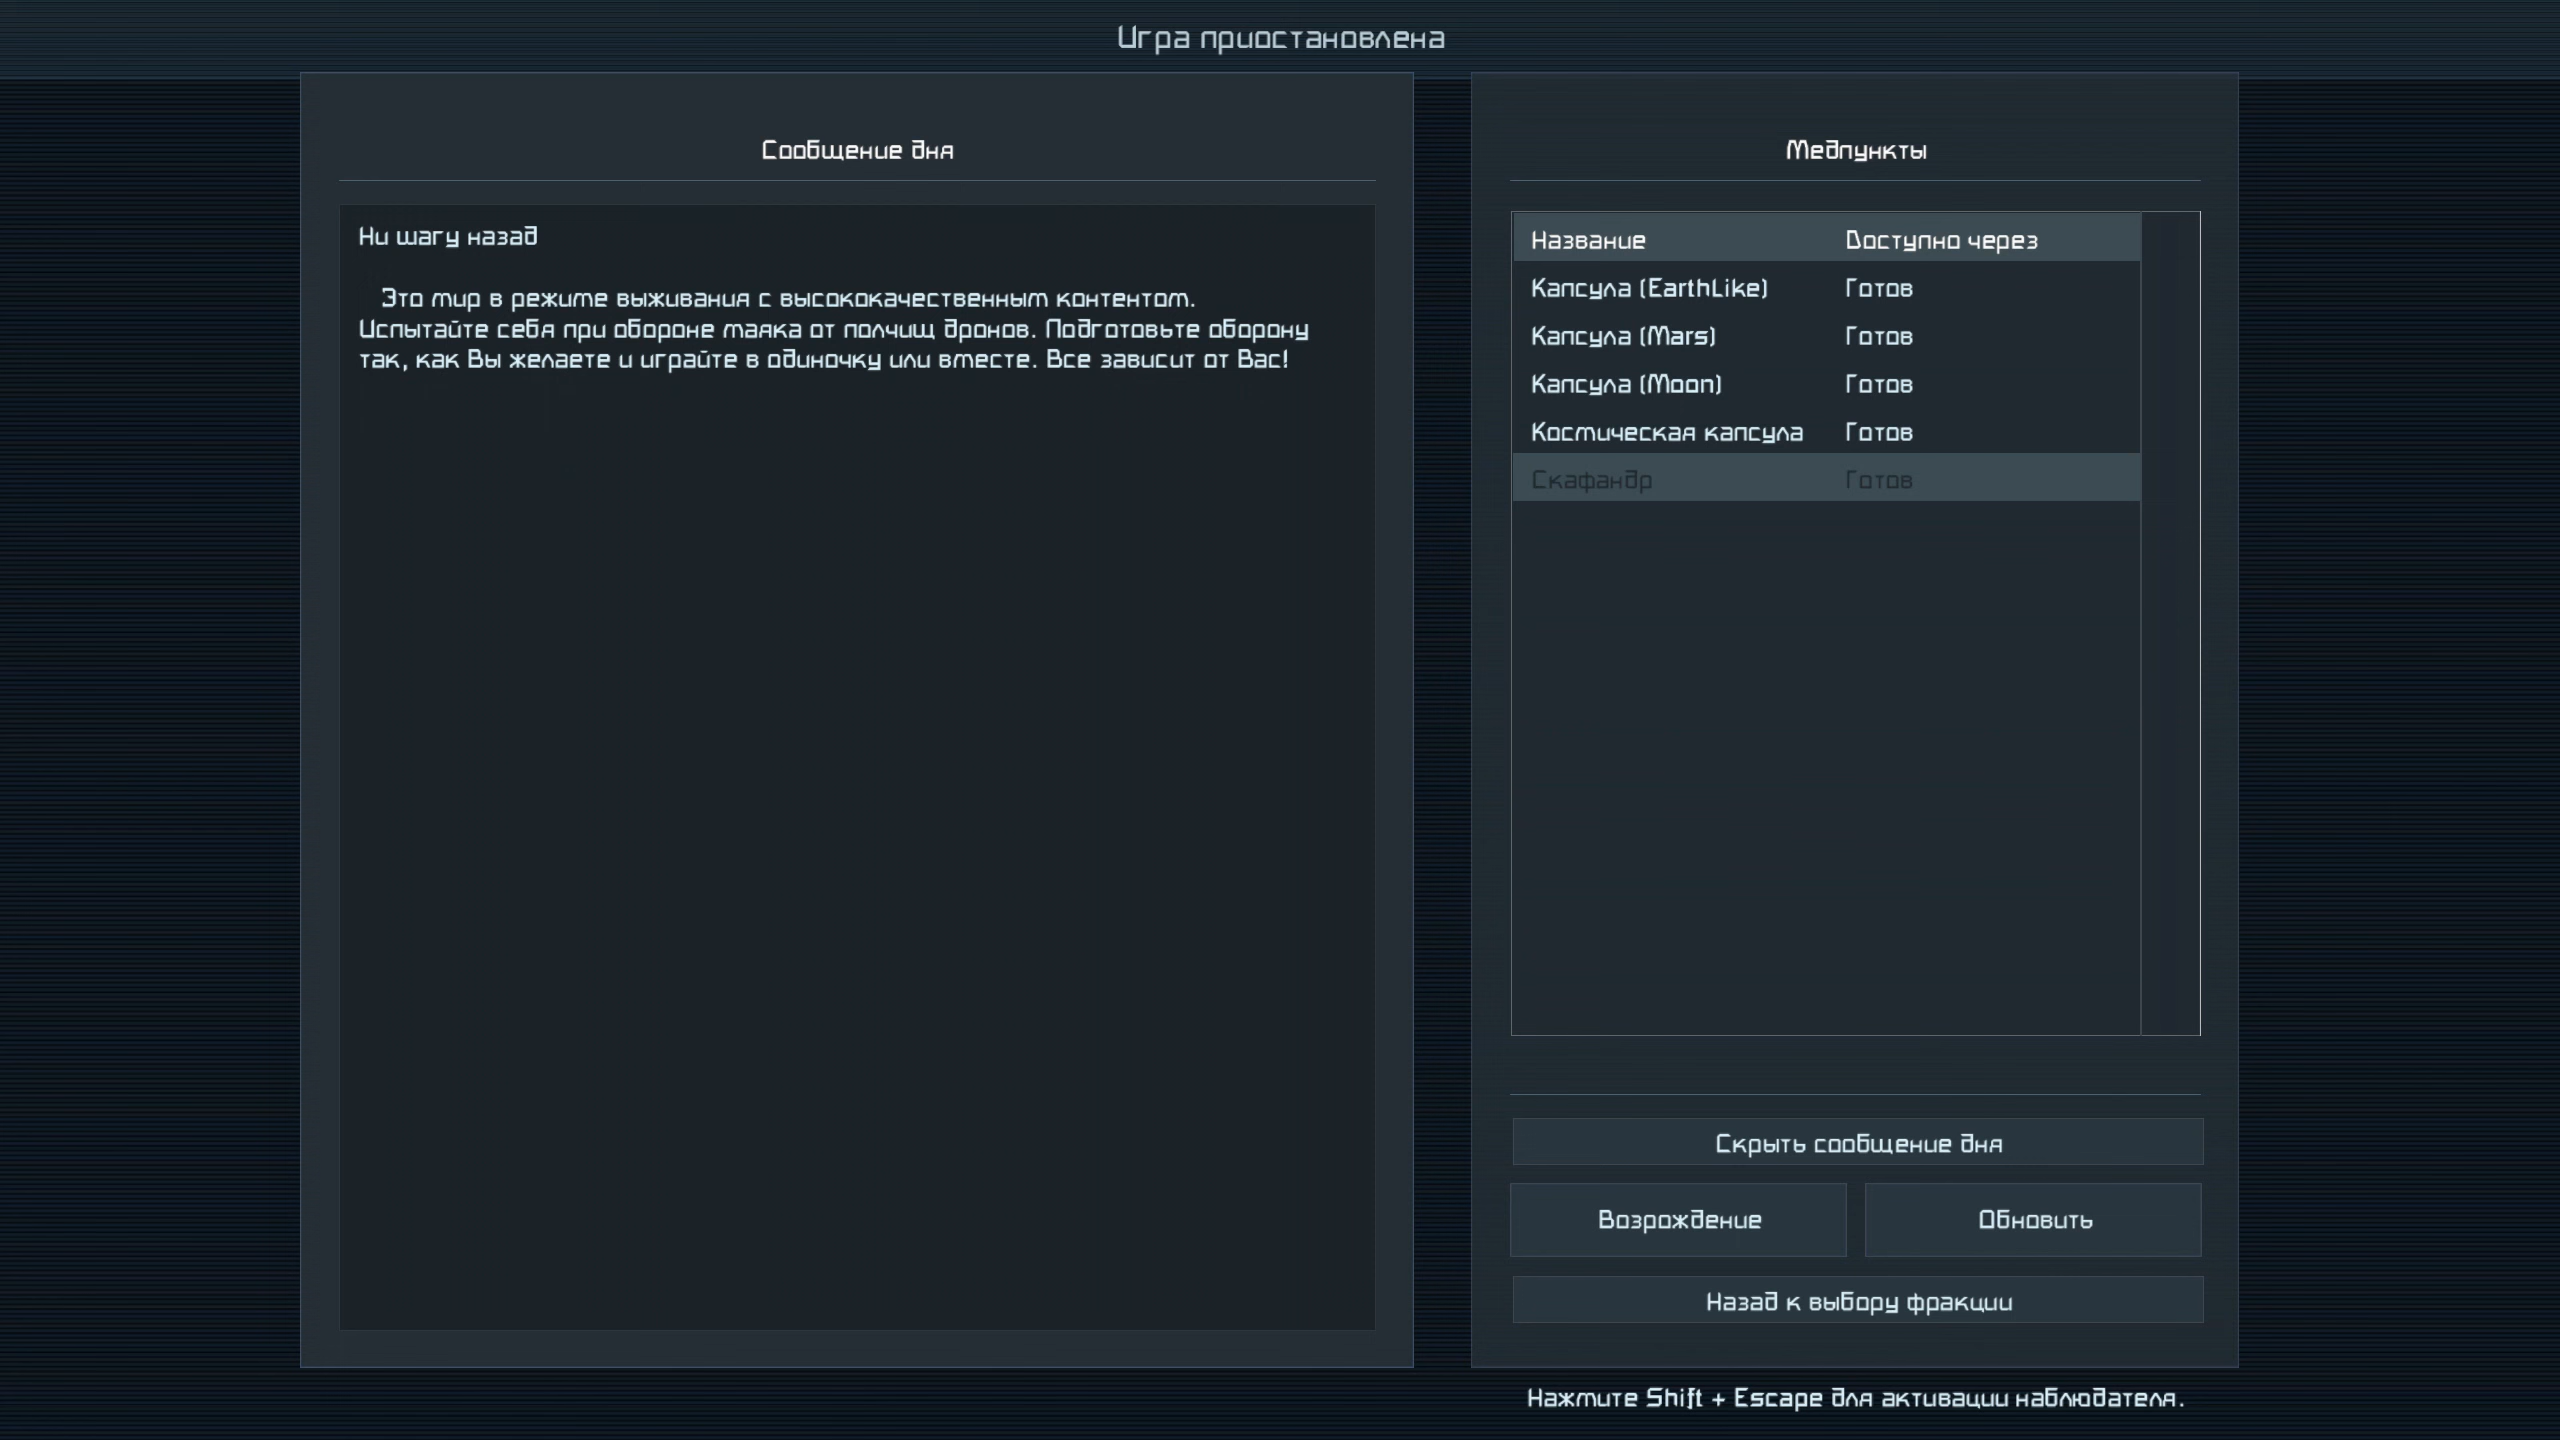 Игра приостановлена
Сообщение дня
Ни шагу назад
Это мир в режиме выживания с высококачественным контентом.
Испытайте себя при обороне маяка от полчищ дронов. Подготовьте оборону
так, как Вы желаете и играйте в одиночку или вместе. Все зависит от Вас!
Медпункты
Название Доступно через
Капсула (EarthLike) Готов
Капсула (Mars) Готов
Капсула (Moon) Готов
Космическая капсула Готов
Скафандр Готов
Скрыть сообщение дня
Возрождение Обновить
Назад к выбору фракции
Нажмите Shift + Escape для активации наблюдателя.